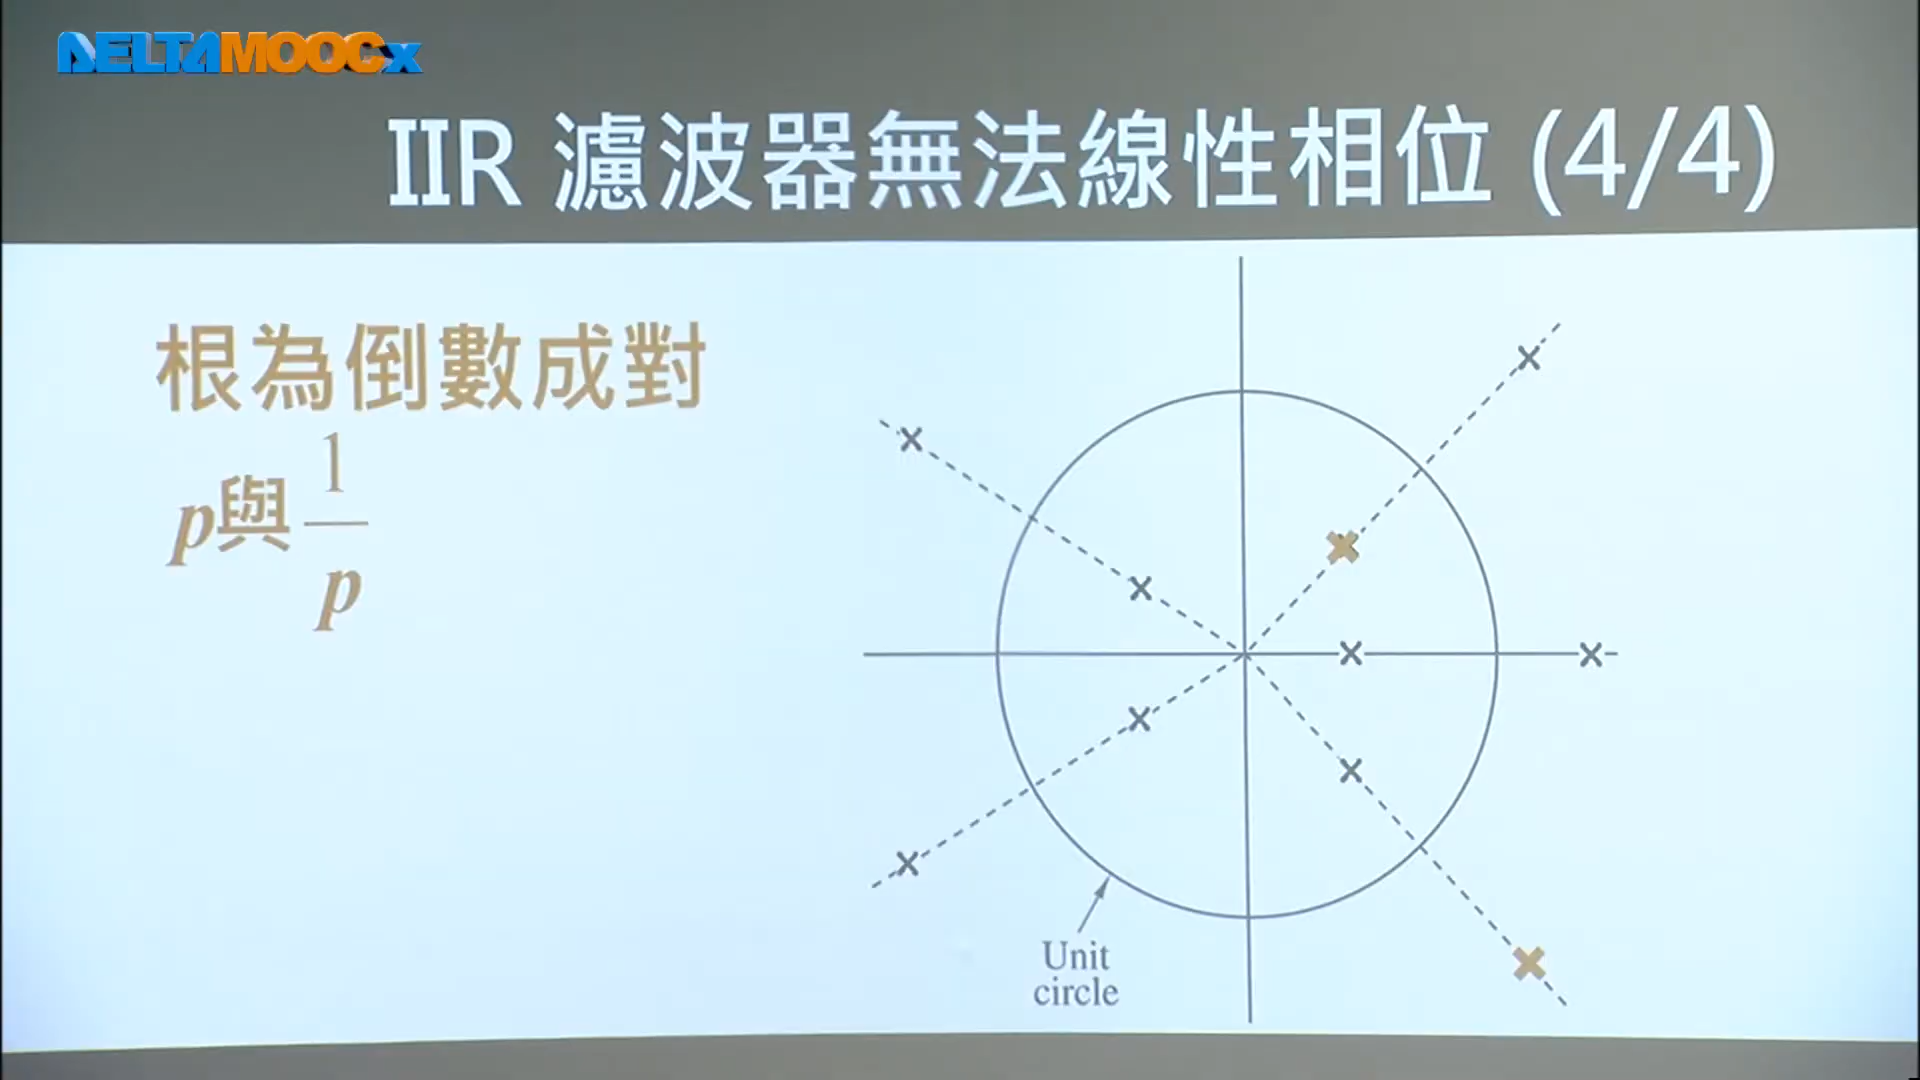 DELTAMOOCx
IIR 濾波器無法線性相位 (4/4)
根為倒數成對
p與 1
p
Unit
circle